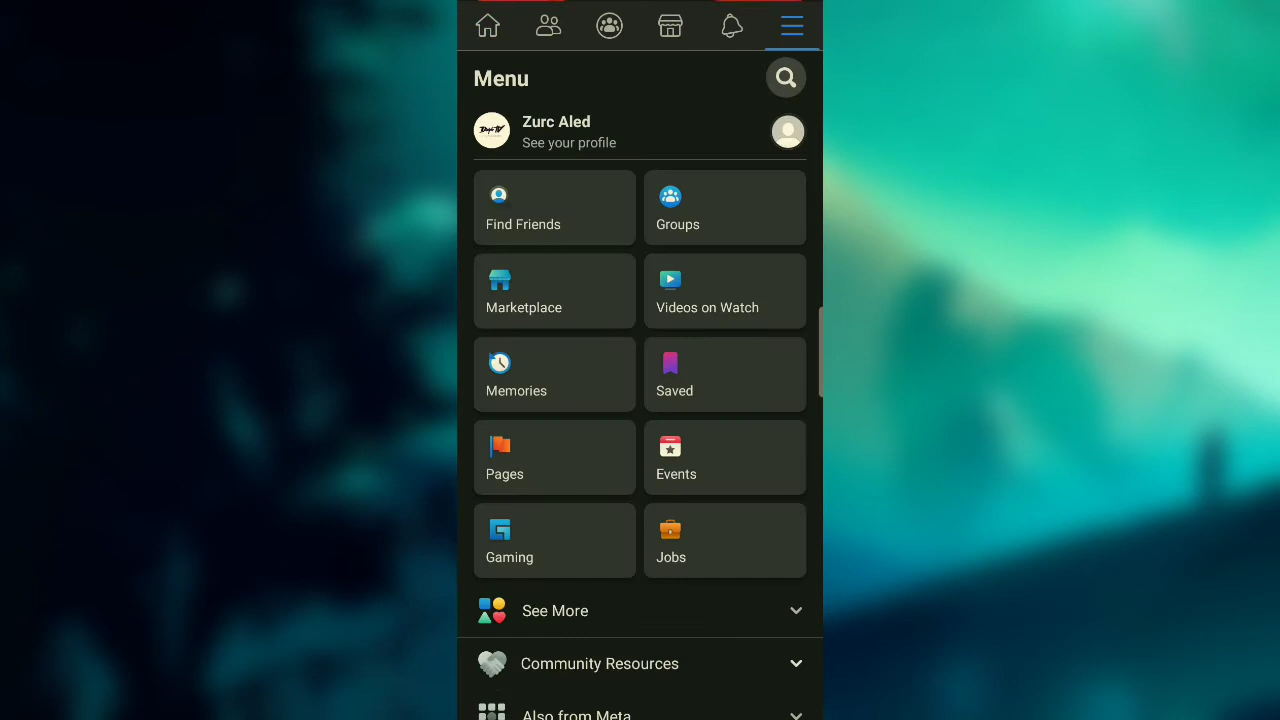 Menu
Zurc Aled
See your profile
Find Friends
Groups
Marketplace
Videos on Watch
Memories
Saved
Pages
Events
Gaming
Jobs
See More
Community Resources
Also from Meta